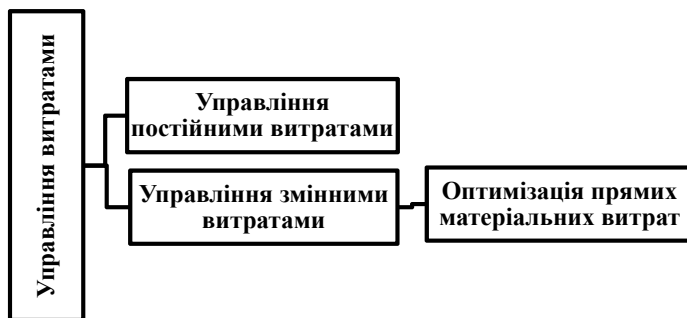 Управління витратами
Управління
постійними витратами
Управління змінними
витратами
Оптимізація прямих
матеріальних витрат